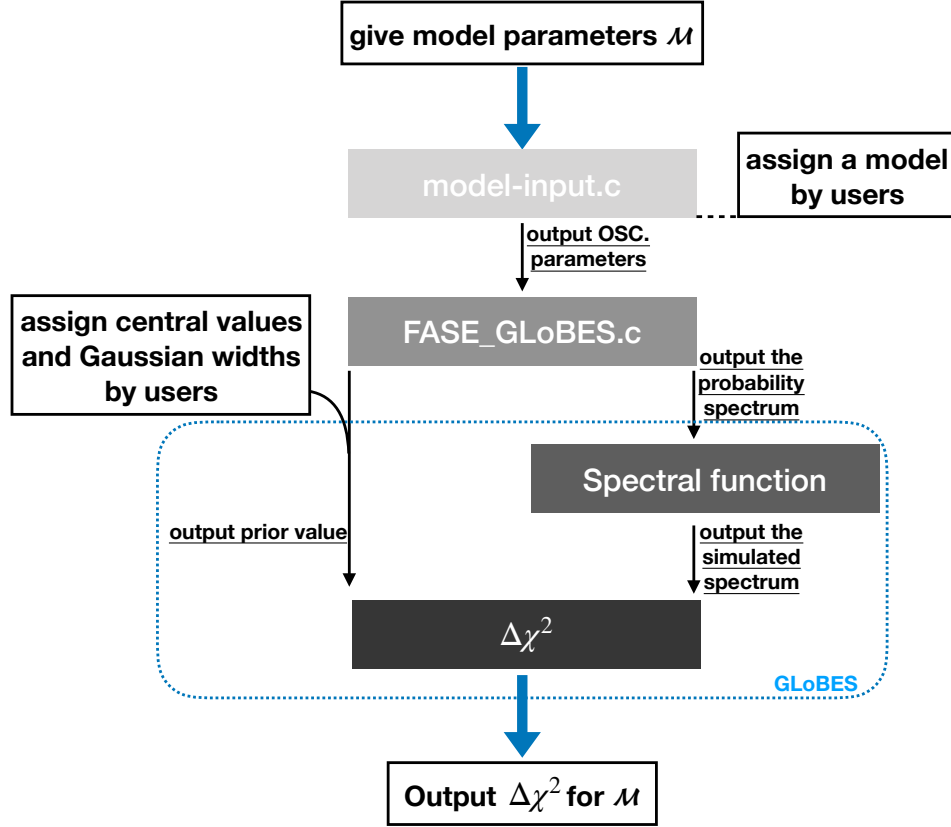 give model parameters ℳ
model-input.c
assign a model
by users
output OSC.
parameters
assign central values
and Gaussian widths
by users
FASE_GLoBES.c
output the
probability
spectrum
Spectral function
output prior value
output the
simulated
spectrum
Δχ²
GLoBES
Output Δχ² for ℳ